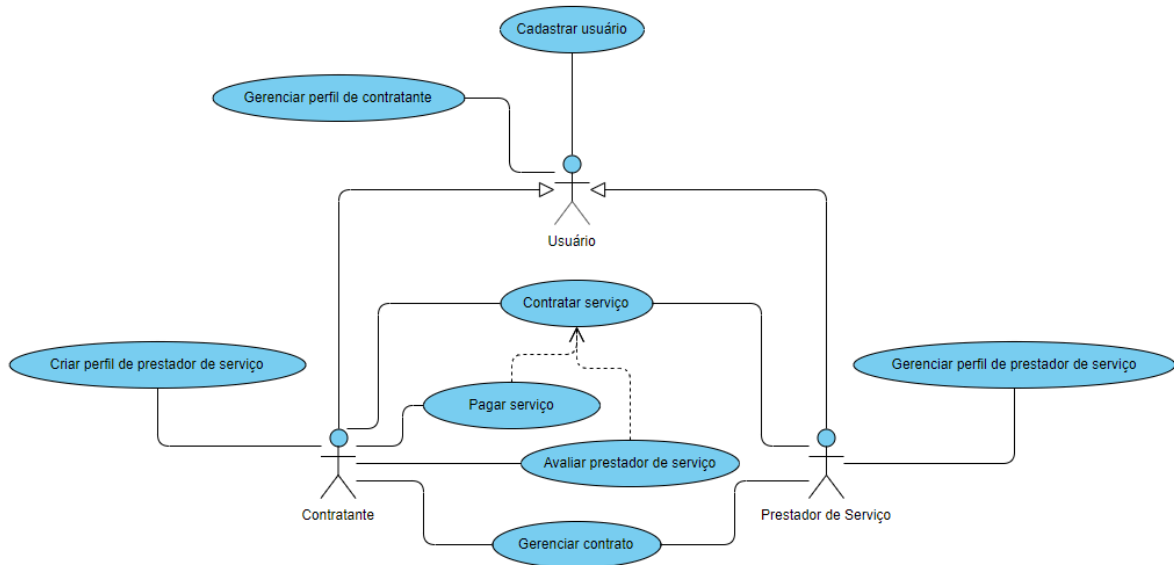 Cadastrar usuário
Gerenciar perfil de contratante
Usuário
Contratar serviço
Criar perfil de prestador de serviço
Gerenciar perfil de prestador de serviço
Pagar serviço
Avaliar prestador de serviço
Contratante
Prestador de Serviço
Gerenciar contrato